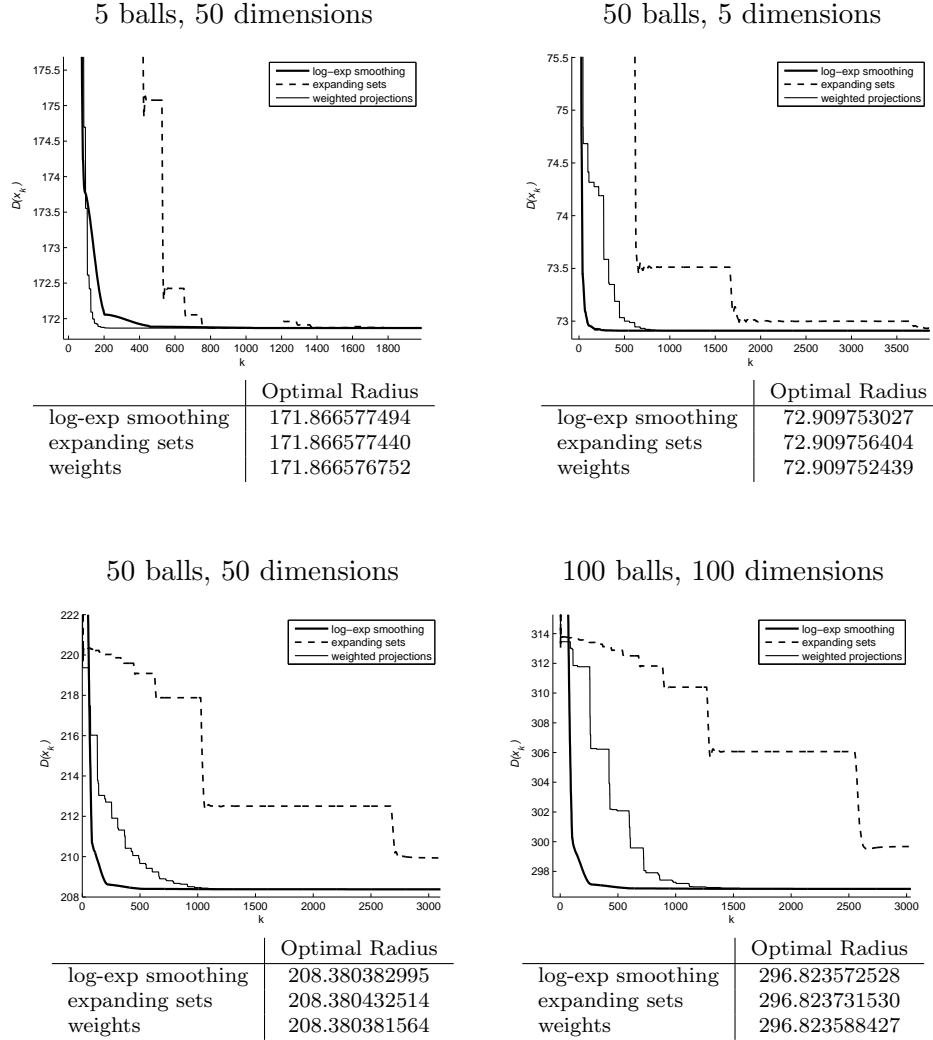 5 balls, 50 dimensions
175.5
175
174.5
174
173.5
173
172.5
172
D(x_k)
0 200 400 600 800 1000 1200 1400 1600 1800
k
log−exp smoothing
expanding sets
weighted projections
Optimal Radius
log-exp smoothing 171.866577494
expanding sets 171.866577440
weights 171.866576752
50 balls, 5 dimensions
75.5
75
74.5
74
73.5
73
D(x_k)
0 500 1000 1500 2000 2500 3000 3500
k
log−exp smoothing
expanding sets
weighted projections
Optimal Radius
log-exp smoothing 72.909753027
expanding sets 72.909756404
weights 72.909752439
50 balls, 50 dimensions
222
220
218
216
214
212
210
208
D(x_k)
0 500 1000 1500 2000 2500 3000
k
log−exp smoothing
expanding sets
weighted projections
Optimal Radius
log-exp smoothing 208.380382995
expanding sets 208.380432514
weights 208.380381564
100 balls, 100 dimensions
314
312
310
308
306
304
302
300
298
D(x_k)
0 500 1000 1500 2000 2500 3000
k
log−exp smoothing
expanding sets
weighted projections
Optimal Radius
log-exp smoothing 296.823572528
expanding sets 296.823731530
weights 296.823588427